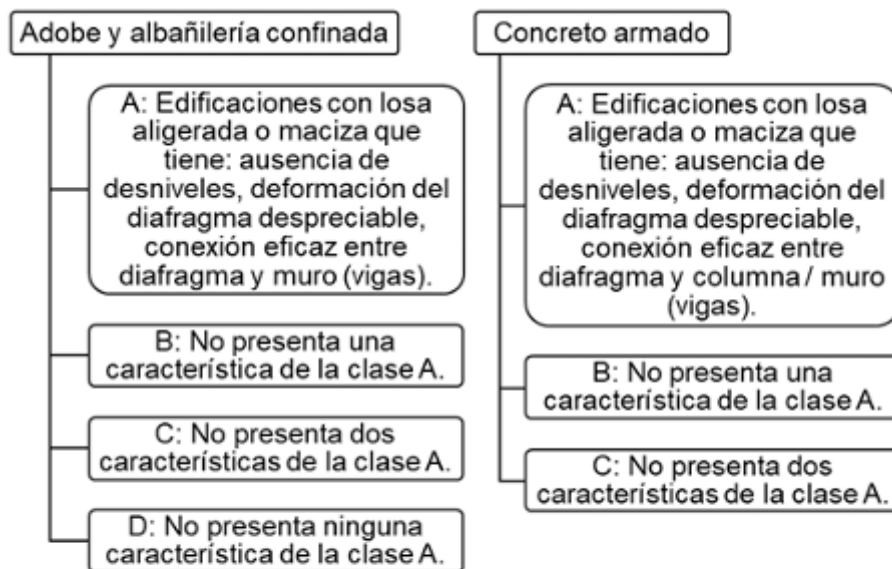 Adobe y albañilería confinada
A: Edificaciones con losa
aligerada o maciza que
tiene: ausencia de
desniveles, deformación del
diafragma despreciable,
conexión eficaz entre
diafragma y muro (vigas).
B: No presenta una
característica de la clase A.
C: No presenta dos
características de la clase A.
D: No presenta ninguna
característica de la clase A.
Concreto armado
A: Edificaciones con losa
aligerada o maciza que
tiene: ausencia de
desniveles, deformación del
diafragma despreciable,
conexión eficaz entre
diafragma y columna / muro
(vigas).
B: No presenta una
característica de la clase A.
C: No presenta dos
características de la clase A.